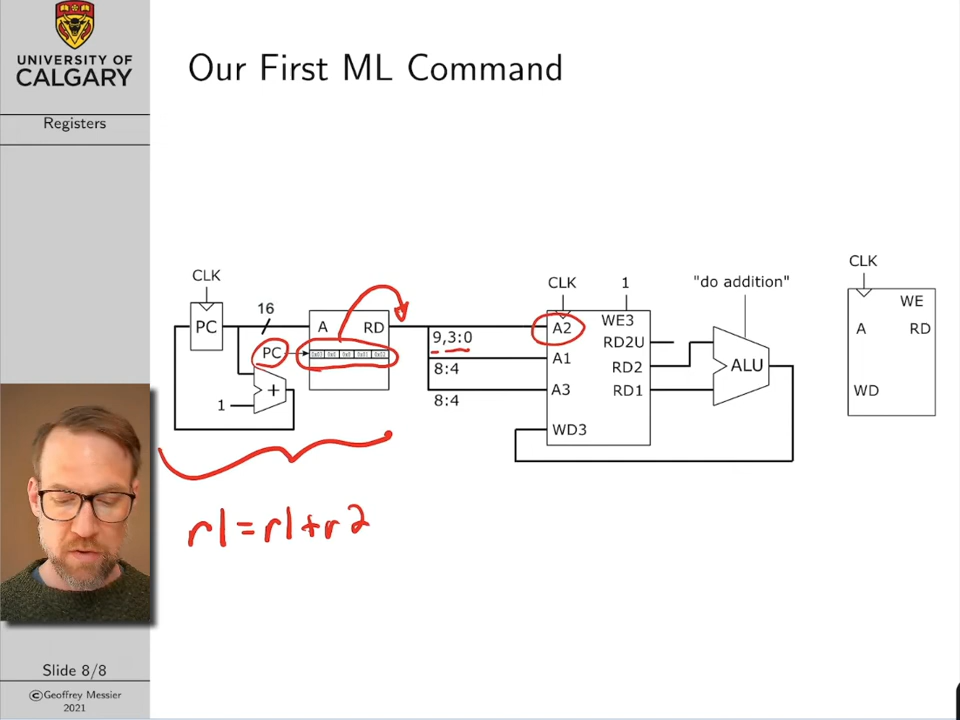 UNIVERSITY OF
CALGARY
Registers
Our First ML Command
CLK
PC
16
A
RD
PC
+
1
9,3:0
8:4
8:4
CLK
1
A2
WE3
RD2U
A1
RD2
A3
RD1
WD3
"do addition"
ALU
CLK
WE
A
RD
WD
r1=r1+r2
Slide 8/8
©Geoffrey Messier
2021